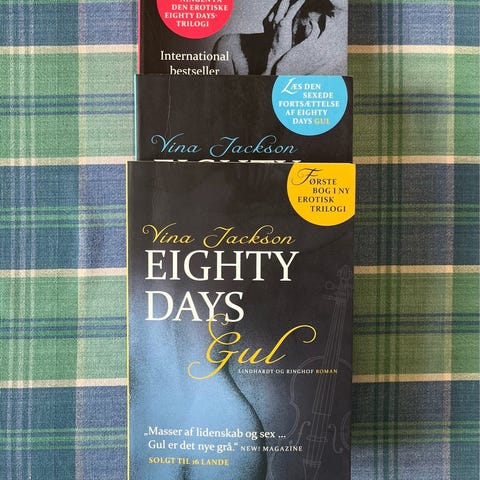 DEN EROTISKE
EIGHTY DAYS-
TRILOGI
International
bestseller
LÆS DEN
SEXEDE
FORTSÆTTELSE
AF EIGHTY
DAYS GUL
Vina Jackson
EIGHTY
FØRSTE
BOG I NY
EROTISK
TRILOGI
Vina Jackson
EIGHTY
DAYS
Gul
LINDHARDT OG RINGHOF ROMAN
„Masser af lidenskab og sex ...
Gul er det nye grå.” NEW! MAGAZINE
SOLGT TIL 16 LANDE